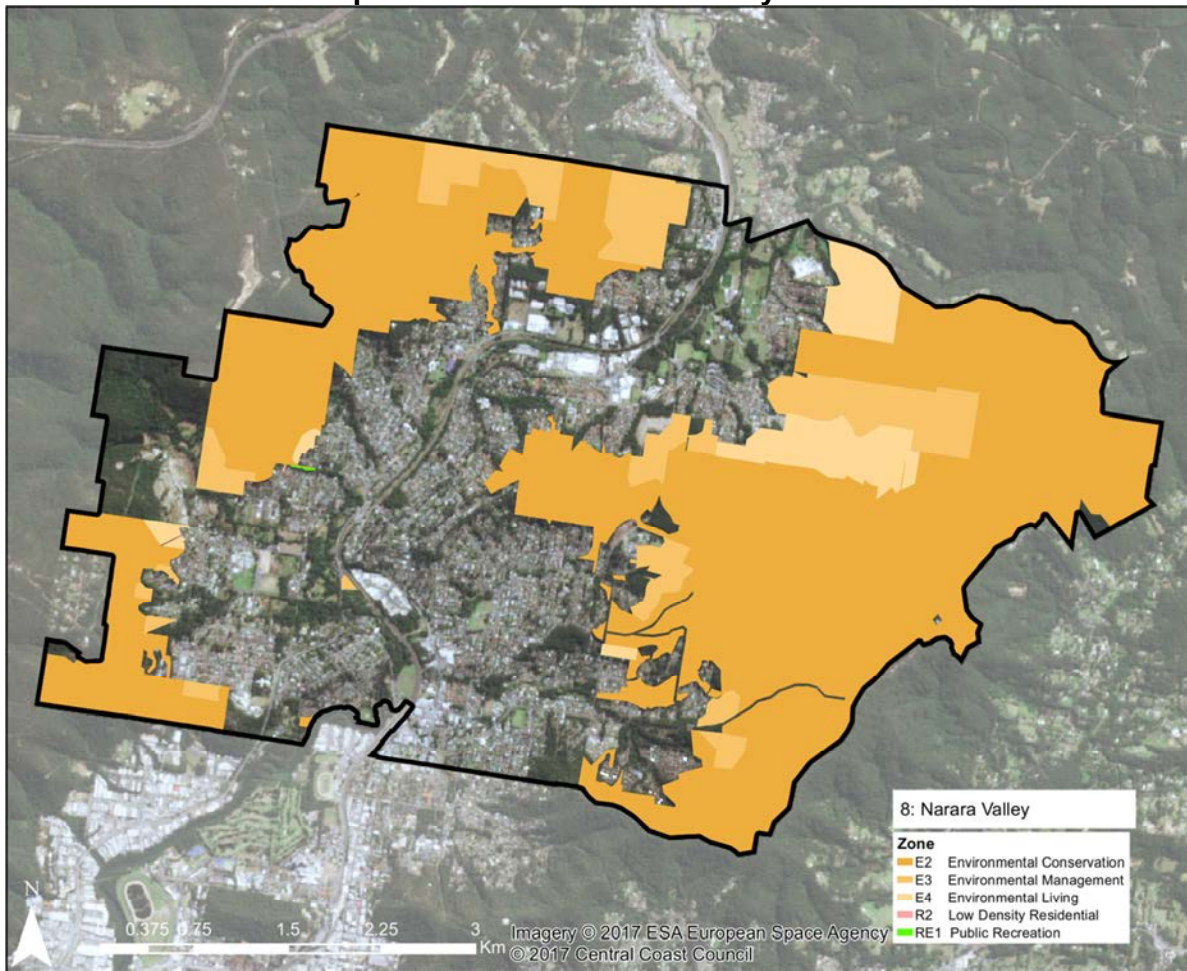 8: Narara Valley
Zone
E2 Environmental Conservation
E3 Environmental Management
E4 Environmental Living
R2 Low Density Residential
RE1 Public Recreation
N
0 0.375 0.75 1.5 2.25 3
Km
Imagery © 2017 ESA European Space Agency
© 2017 Central Coast Council